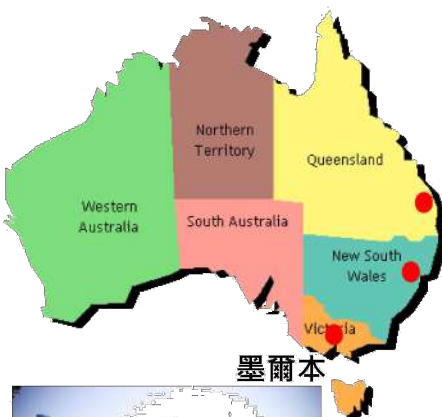 Northern
Territory
Queensland
Western
Australia
South Australia
New South
Wales
Victoria
墨爾本